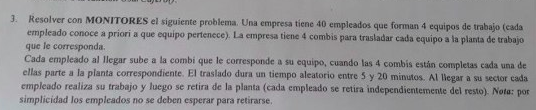 3. Resolver con MONITORES el siguiente problema. Una empresa tiene 40 empleados que forman 4 equipos de trabajo (cada
empleado conoce a priori a que equipo pertenece). La empresa tiene 4 combis para trasladar cada equipo a la planta de trabajo
que le corresponda.
Cada empleado al llegar sube a la combi que le corresponde a su equipo, cuando las 4 combis están completas cada una de
ellas parte a la planta correspondiente. El traslado dura un tiempo aleatorio entre 5 y 20 minutos. Al llegar a su sector cada
empleado realiza su trabajo y luego se retira de la planta (cada empleado se retira independientemente del resto). Nota: por
simplicidad los empleados no se deben esperar para retirarse.